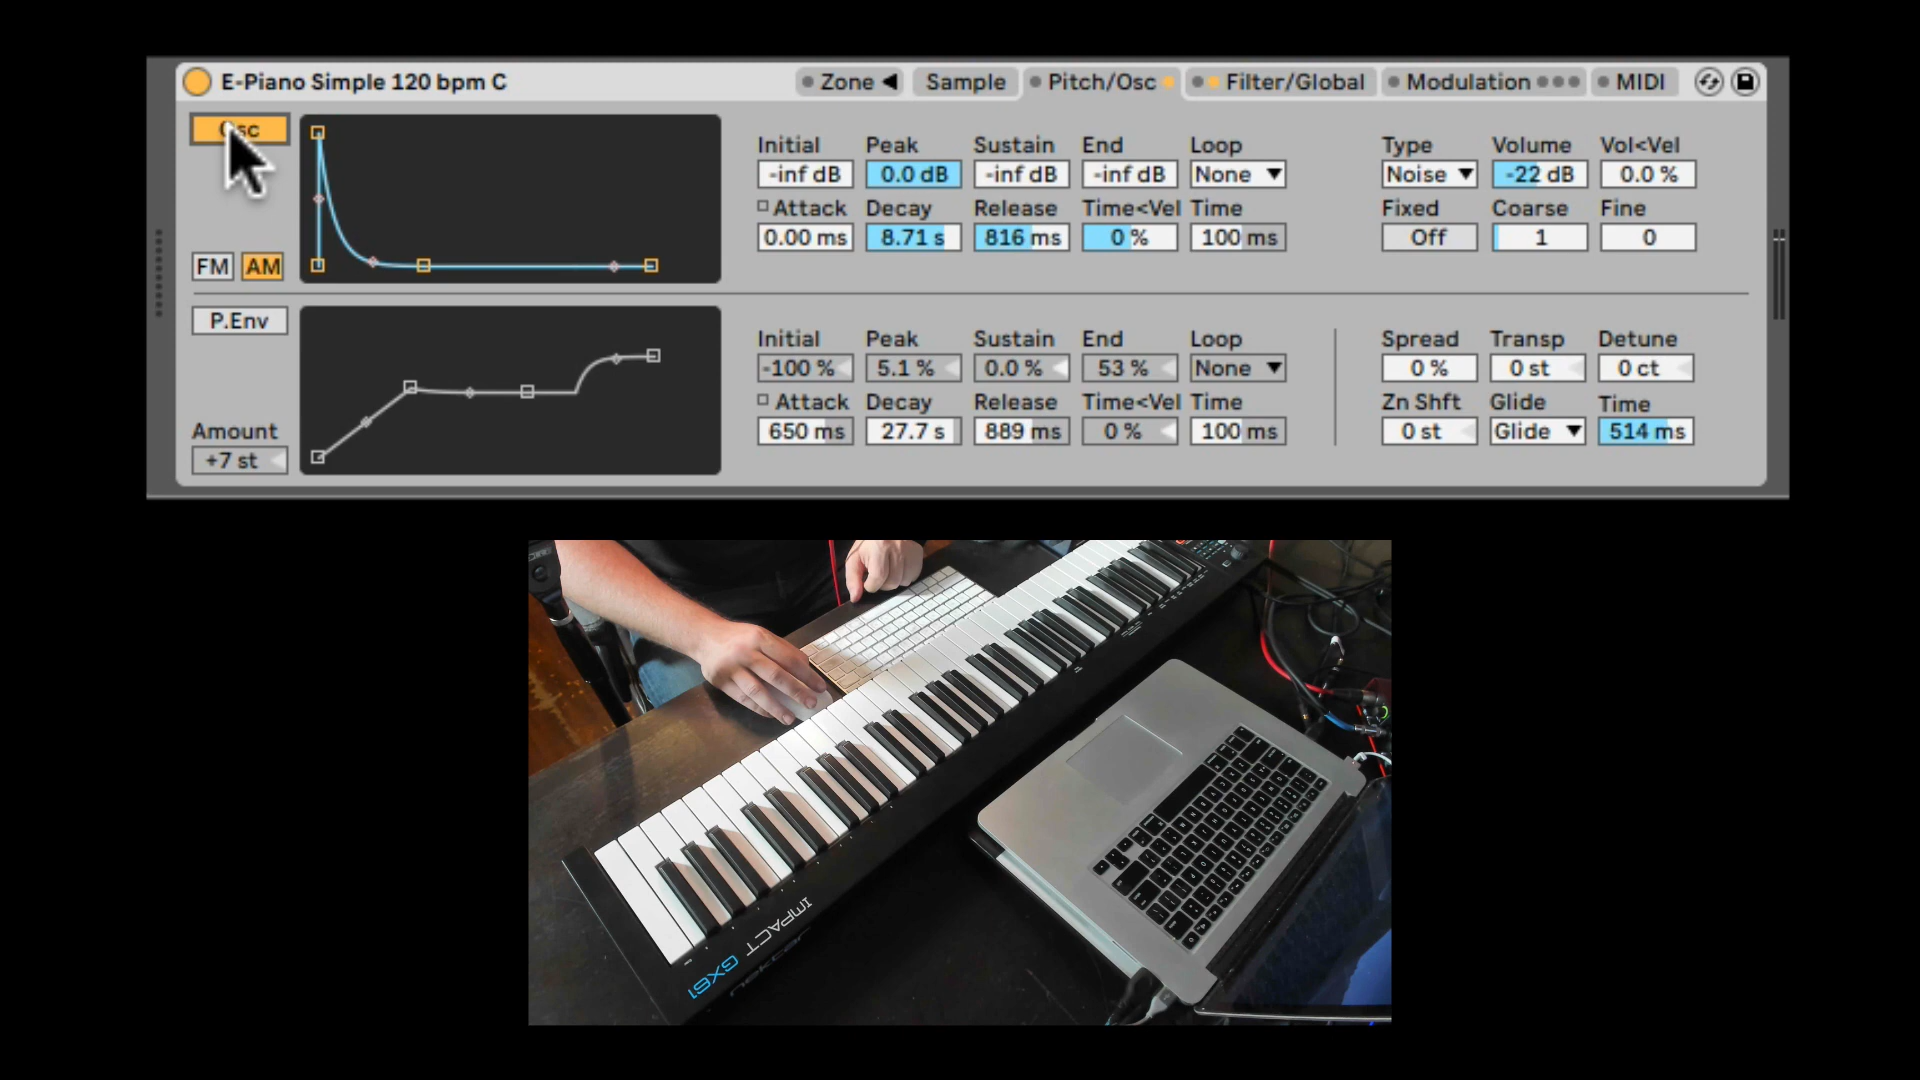 E-Piano Simple 120 bpm C
Zone
Sample
Pitch/Osc
Filter/Global
Modulation
MIDI
Initial Peak Sustain End Loop
-inf dB 0.0 dB -inf dB -inf dB None
Attack Decay Release Time<Vel Time
0.00 ms 8.71 s 816 ms 0 % 100 ms
Type Volume Vol<Vel
Noise -22 dB 0.0 %
Fixed Coarse Fine
Off 1 0
FM AM
P.Env
Initial Peak Sustain End Loop
-100 % 5.1 % 0.0 % 53 % None
Attack Decay Release Time<Vel Time
650 ms 27.7 s 889 ms 0 % 100 ms
Spread Transp Detune
0 % 0 st 0 ct
Zn Shft Glide Time
0 st Glide 514 ms
Amount
+7 st
IMPACT GX61